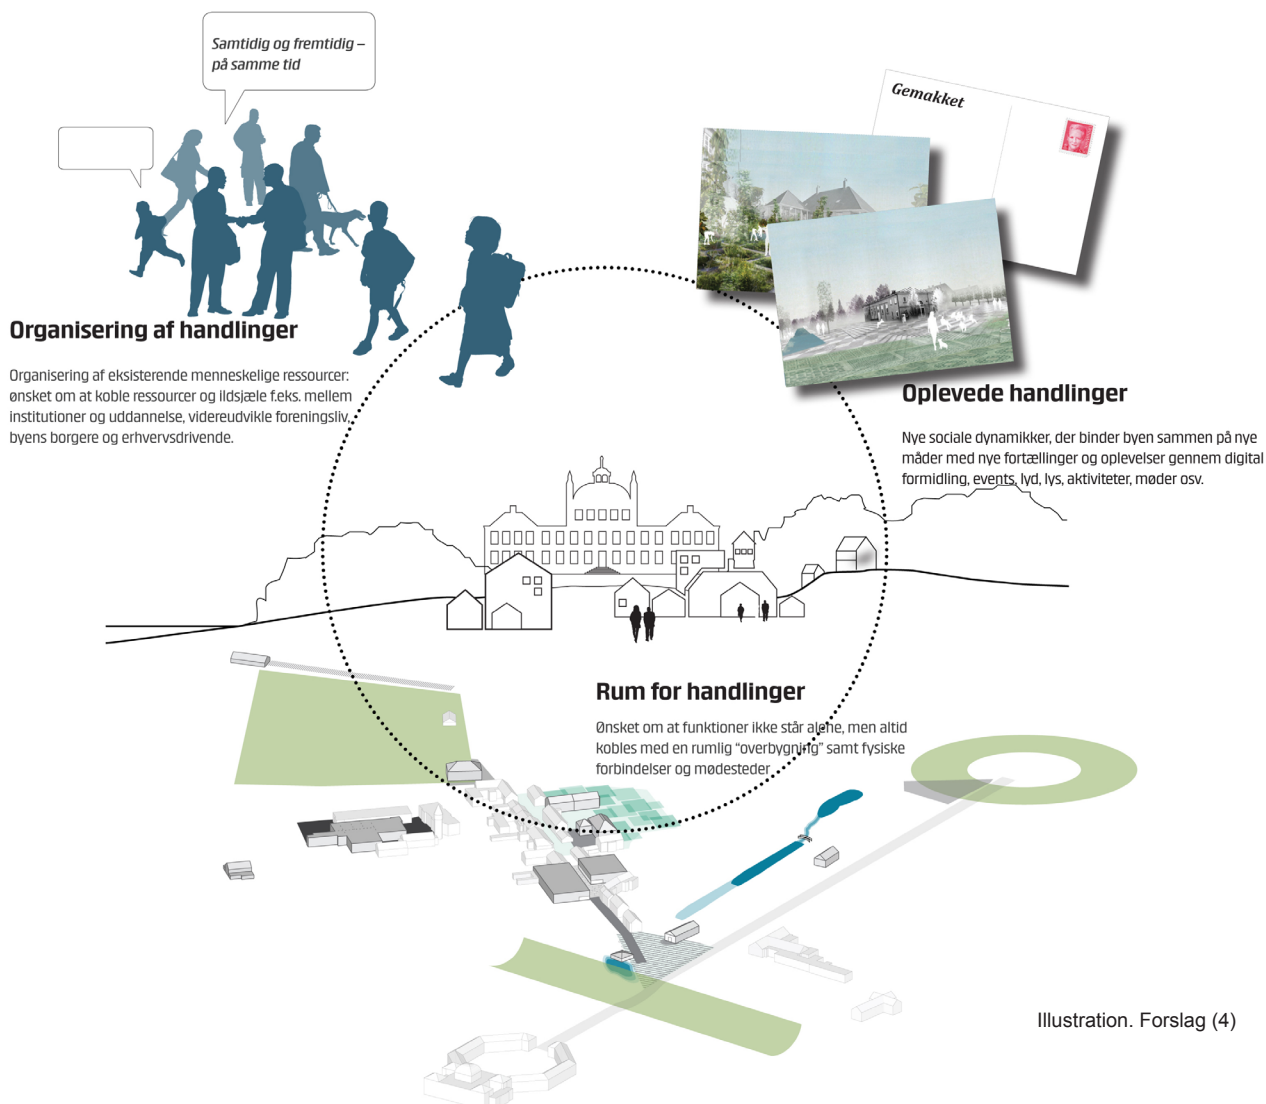 Samtidig og fremtidig –
på samme tid
Gemakket
Organisering af handlinger
Organisering af eksisterende menneskelige ressourcer:
ønsket om at koble ressourcer og ildsjæle f.eks. mellem
institutioner og uddannelse, videreudvikle foreningsliv,
byens borgere og erhvervsdrivende.
Oplevede handlinger
Nye sociale dynamikker, der binder byen sammen på nye
måder med nye fortællinger og oplevelser gennem digital
formidling, events, lyd, lys, aktiviteter, møder osv.
Rum for handlinger
Ønsket om at funktioner ikke står alene, men altid
kobles med en rumlig “overbygning” samt fysiske
forbindelser og mødesteder
Illustration. Forslag (4)